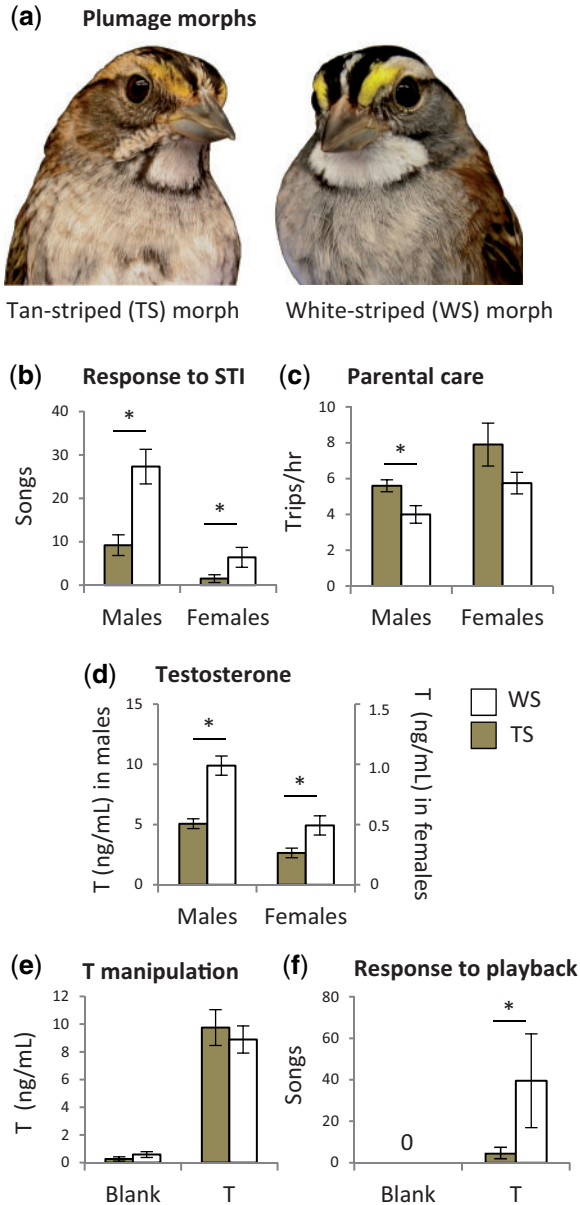 (a) Plumage morphs
Tan-striped (TS) morph
White-striped (WS) morph
(b) Response to STI
Songs
40
30
20
10
0
*
*
Males
Females
(c) Parental care
Trips/hr
10
8
6
4
2
0
*
Males
Females
(d) Testosterone
T (ng/mL) in males
15
10
5
0
*
*
Males
Females
1.5
1.0
0.5
0
T (ng/mL) in females
WS
TS
(e) T manipulation
T (ng/mL)
12
10
8
6
4
2
0
Blank
T
(f) Response to playback
Songs
80
60
40
20
0
0
*
Blank
T